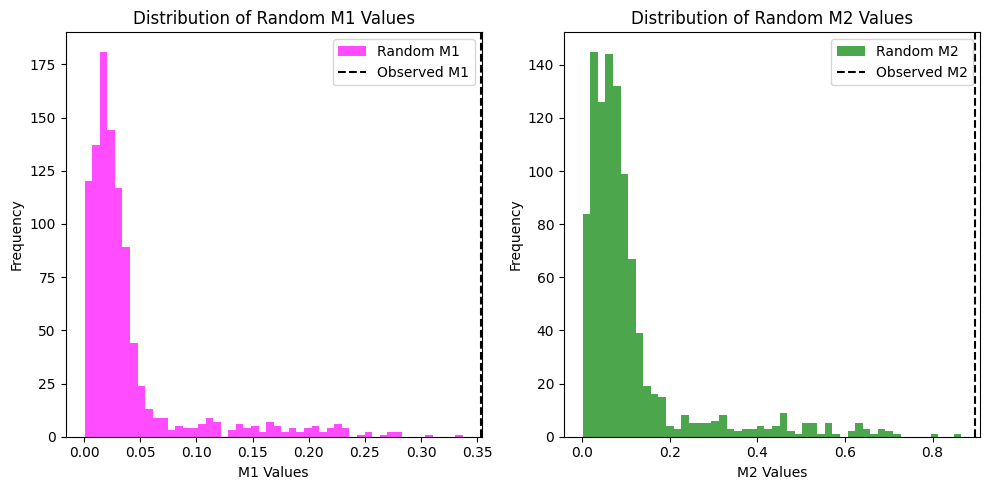 Distribution of Random M1 Values
Random M1
Observed M1
175
150
125
100
75
50
25
0
Frequency
0.00 0.05 0.10 0.15 0.20 0.25 0.30 0.35
M1 Values
Distribution of Random M2 Values
Random M2
Observed M2
140
120
100
80
60
40
20
0
Frequency
0.0 0.2 0.4 0.6 0.8
M2 Values